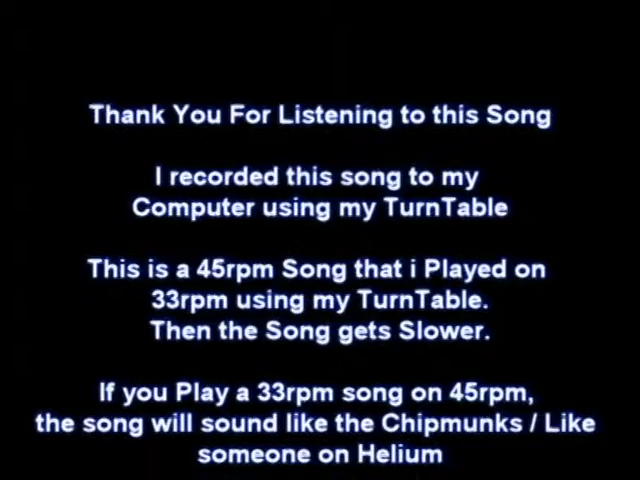 Thank You For Listening to this Song
I recorded this song to my
Computer using my TurnTable
This is a 45rpm Song that i Played on
33rpm using my TurnTable.
Then the Song gets Slower.
If you Play a 33rpm song on 45rpm,
the song will sound like the Chipmunks / Like
someone on Helium